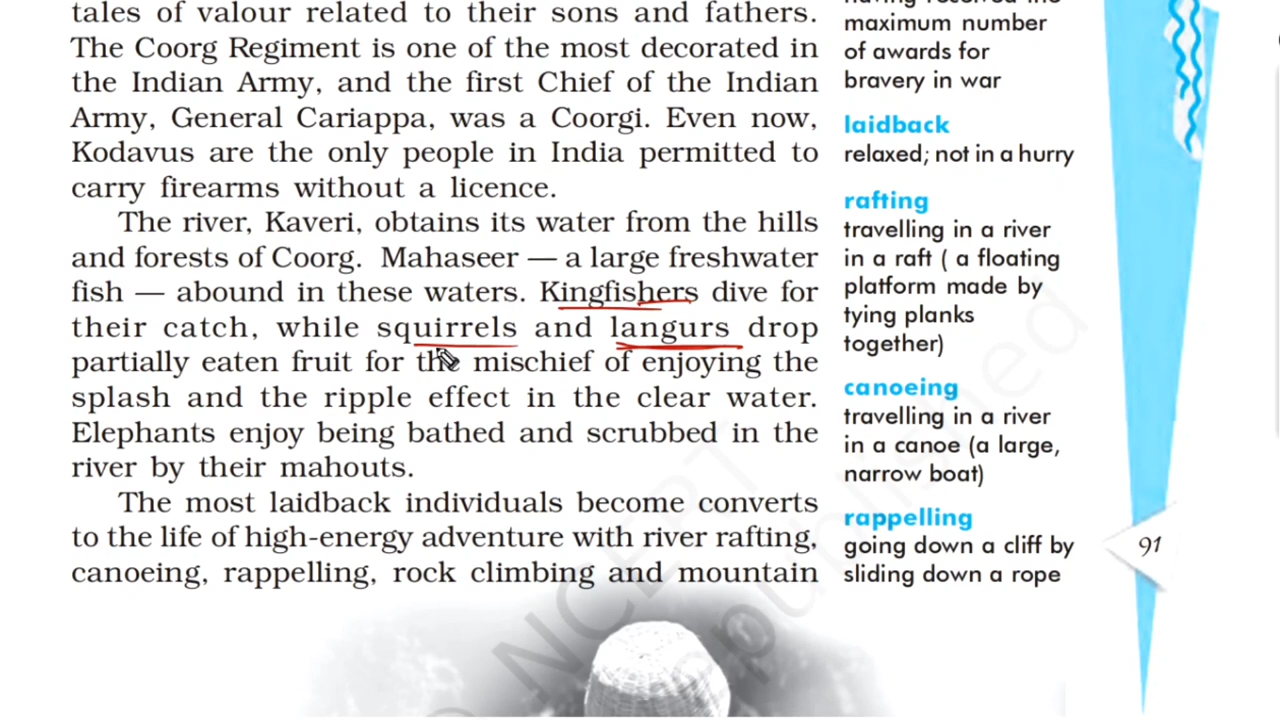 tales of valour related to their sons and fathers.
The Coorg Regiment is one of the most decorated in
the Indian Army, and the first Chief of the Indian
Army, General Cariappa, was a Coorgi. Even now,
Kodavus are the only people in India permitted to
carry firearms without a licence.
The river, Kaveri, obtains its water from the hills
and forests of Coorg. Mahaseer — a large freshwater
fish — abound in these waters. Kingfishers dive for
their catch, while squirrels and langurs drop
partially eaten fruit for the mischief of enjoying the
splash and the ripple effect in the clear water.
Elephants enjoy being bathed and scrubbed in the
river by their mahouts.
The most laidback individuals become converts
to the life of high-energy adventure with river rafting,
canoeing, rappelling, rock climbing and mountain
maximum number
of awards for
bravery in war
laidback
relaxed; not in a hurry
rafting
travelling in a river
in a raft ( a floating
platform made by
tying planks
together)
canoeing
travelling in a river
in a canoe (a large,
narrow boat)
rappelling
going down a cliff by
sliding down a rope
91
NCERT
published